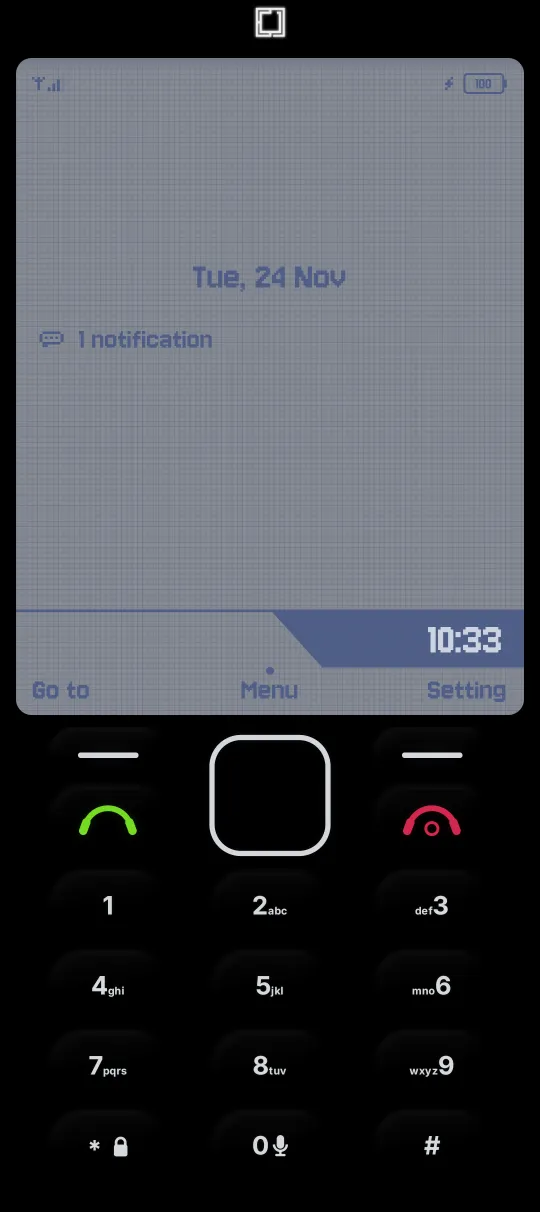 100
Tue, 24 Nov
1 notification
10:33
Go to Menu Setting
1 2abc def3
4ghi 5jkl mno6
7pqrs 8tuv wxyz9
* 0 #